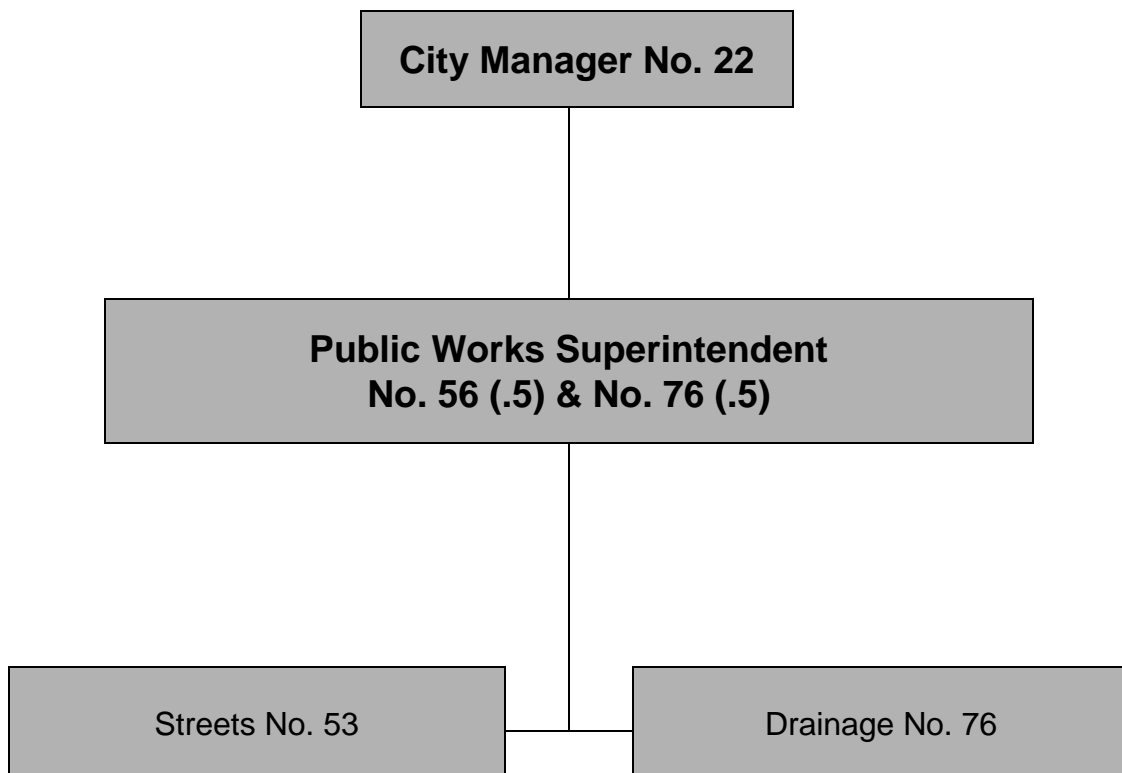 City Manager No. 22
Public Works Superintendent
No. 56 (.5) & No. 76 (.5)
Streets No. 53
Drainage No. 76